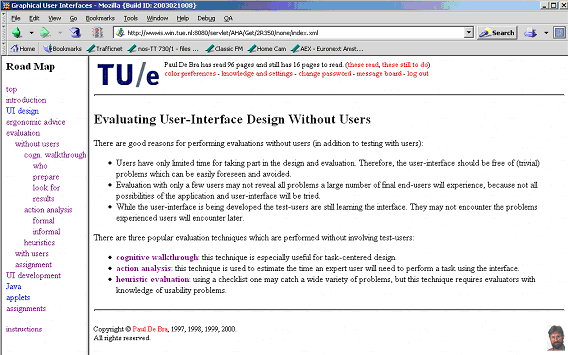 Graphical User Interfaces - Mozilla {Build ID: 2003021008}
File Edit View Go Bookmarks Tools Window Help Debug QA
http://wwwis.win.tue.nl:8080/servlet/AHA/Get/2R350/none/index.xml Search
Home Bookmarks Trafficnet nos-TT 730/1 - files ... Classic FM Home Cam AEX - Euronext Amst...
Road Map
top
introduction
UI design
ergonomic advice
evaluation
without users
cogn. walkthrough
who
prepare
look for
results
action analysis
formal
informal
heuristics
with users
assignment
UI development
Java
applets
assignments
instructions
TU/e
Paul De Bra has read 96 pages and still has 16 pages to read. (these read, these still to do)
color preferences - knowledge and settings - change password - message board - log out
Evaluating User-Interface Design Without Users
There are good reasons for performing evaluations without users (in addition to testing with users):
• Users have only limited time for taking part in the design and evaluation. Therefore, the user-interface should be free of (trivial)
problems which can be easily foreseen and avoided.
• Evaluation with only a few users may not reveal all problems a large number of final end-users will experience, because not all
possibilities of the application and user-interface will be tried.
• While the user-interface is being developed the test-users are still learning the interface. They may not encounter the problems
experienced users will encounter later.
There are three popular evaluation techniques which are performed without involving test-users:
• cognitive walkthrough: this technique is especially useful for task-centered design.
• action analysis: this technique is used to estimate the time an expert user will need to perform a task using the interface.
• heuristic evaluation: using a checklist one may catch a wide variety of problems, but this technique requires evaluators with
knowledge of usability problems.
Copyright © Paul De Bra, 1997, 1998, 1999, 2000.
All rights reserved.